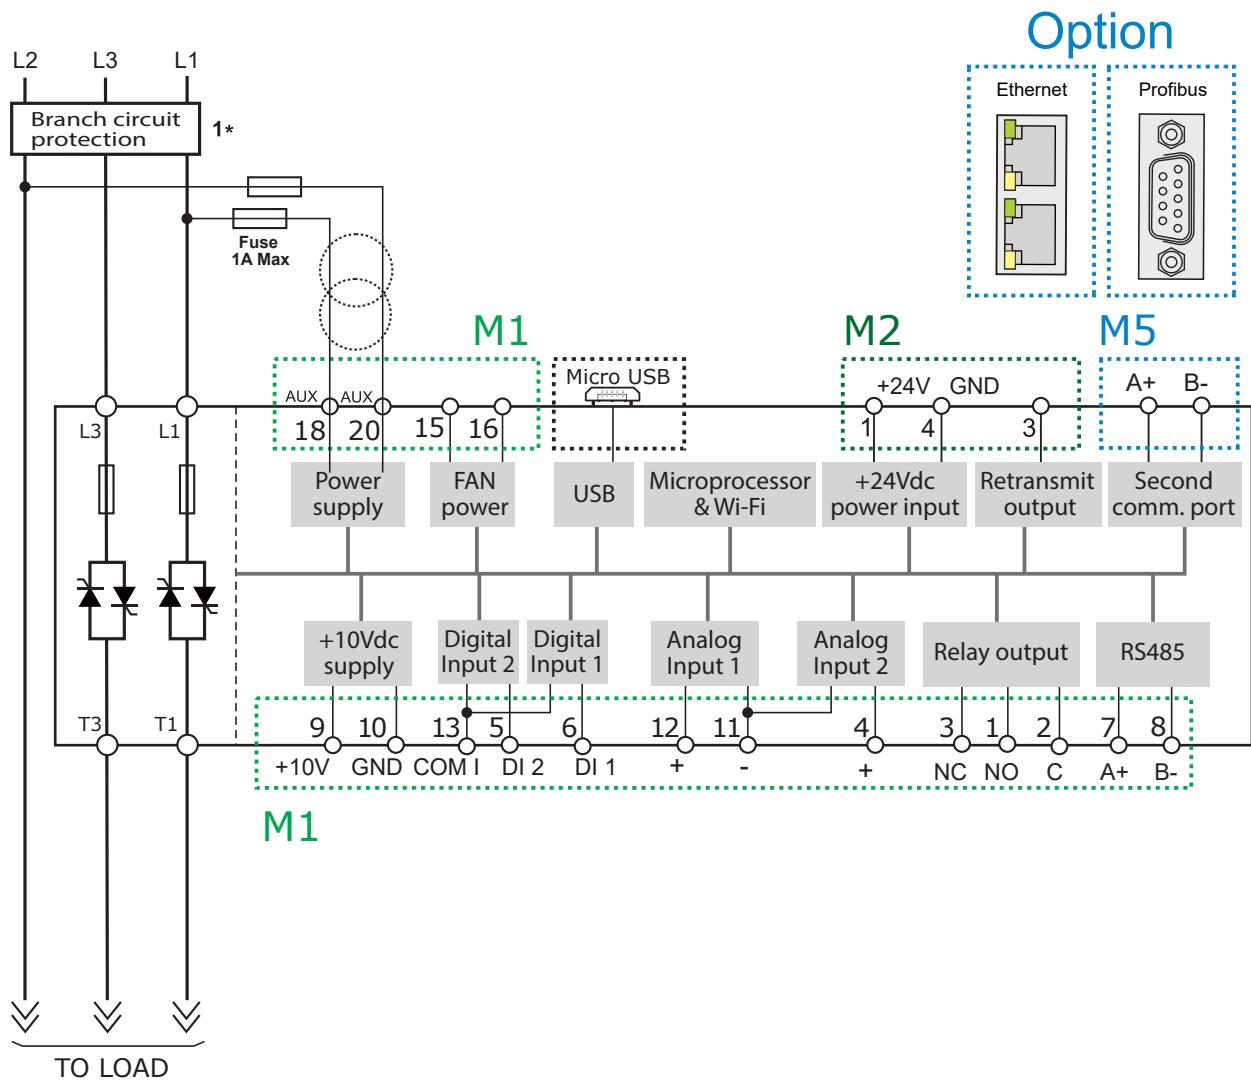 Option
Ethernet
Profibus
L2
L3
L1
Branch circuit
protection
1*
Fuse
1A Max
M1
M2
M5
Micro USB
+24V
GND
A+
B-
AUX
AUX
L3
L1
18
20
15
16
1
4
3
Power
supply
FAN
power
USB
Microprocessor
& Wi-Fi
+24Vdc
power input
Retransmit
output
Second
comm. port
+10Vdc
supply
Digital
Input 2
Digital
Input 1
Analog
Input 1
Analog
Input 2
Relay output
RS485
T3
T1
9
10
13
5
6
12
11
4
3
1
2
7
8
+10V
GND
COM I
DI 2
DI 1
+
-
+
NC
NO
C
A+
B-
M1
TO LOAD